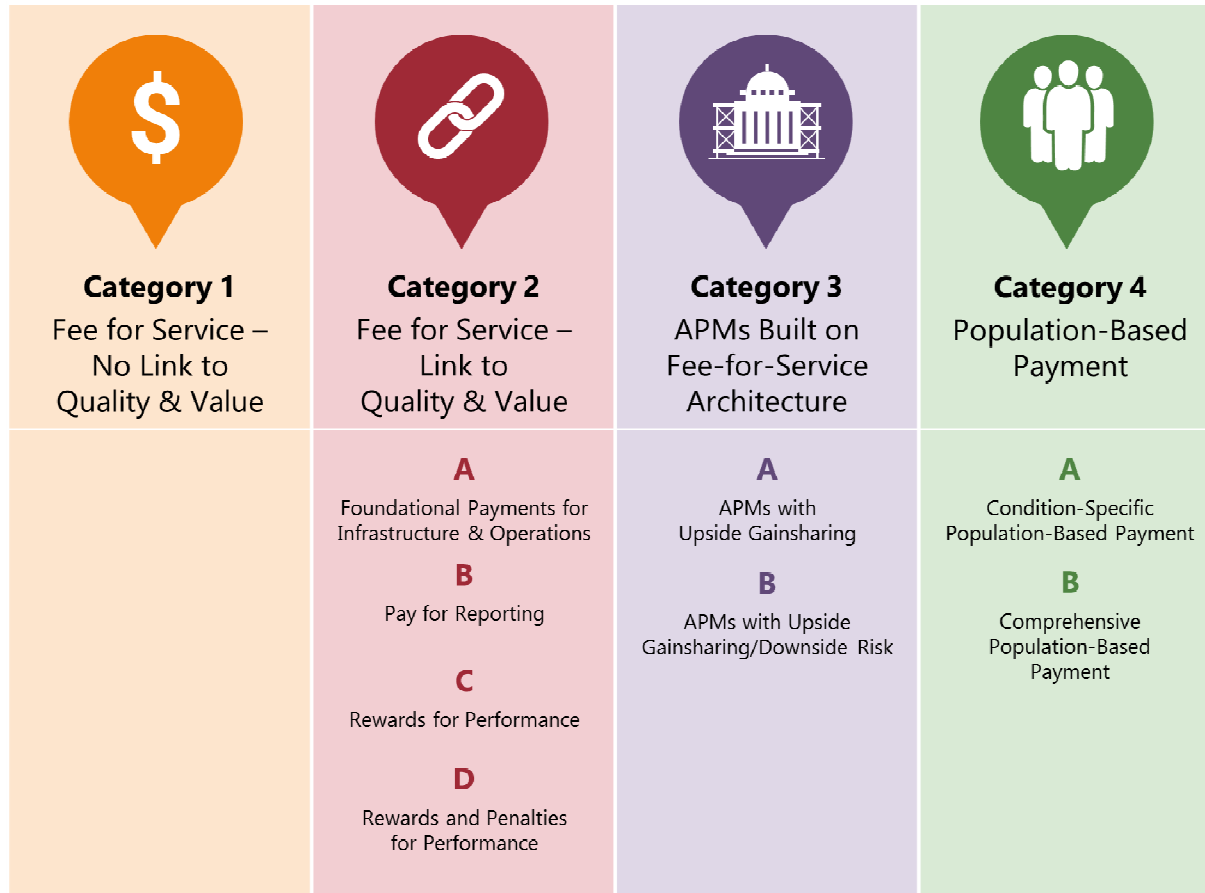 $
Category 1
Fee for Service –
No Link to
Quality & Value
Category 2
Fee for Service –
Link to
Quality & Value
A
Foundational Payments for
Infrastructure & Operations
B
Pay for Reporting
C
Rewards for Performance
D
Rewards and Penalties
for Performance
Category 3
APMs Built on
Fee-for-Service
Architecture
A
APMs with
Upside Gainsharing
B
APMs with Upside
Gainsharing/Downside Risk
Category 4
Population-Based
Payment
A
Condition-Specific
Population-Based Payment
B
Comprehensive
Population-Based
Payment